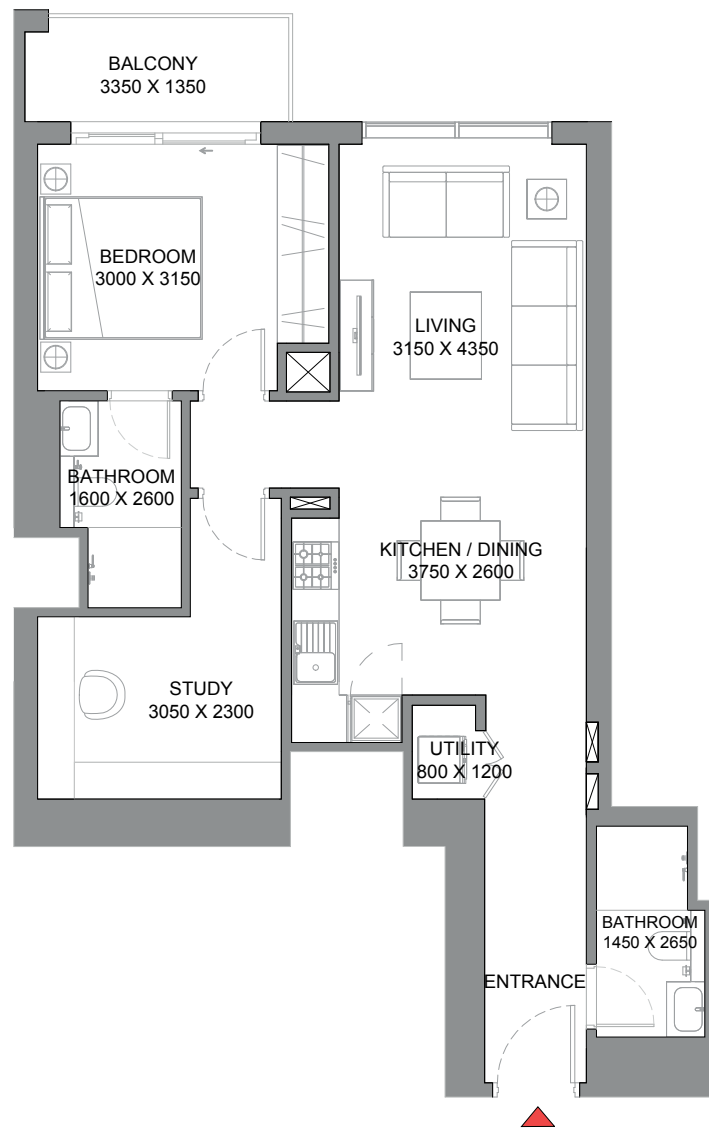 BALCONY
3350 X 1350
BEDROOM
3000 X 3150
LIVING
3150 X 4350
BATHROOM
1600 X 2600
KITCHEN / DINING
3750 X 2600
STUDY
3050 X 2300
UTILITY
800 X 1200
BATHROOM
1450 X 2650
ENTRANCE